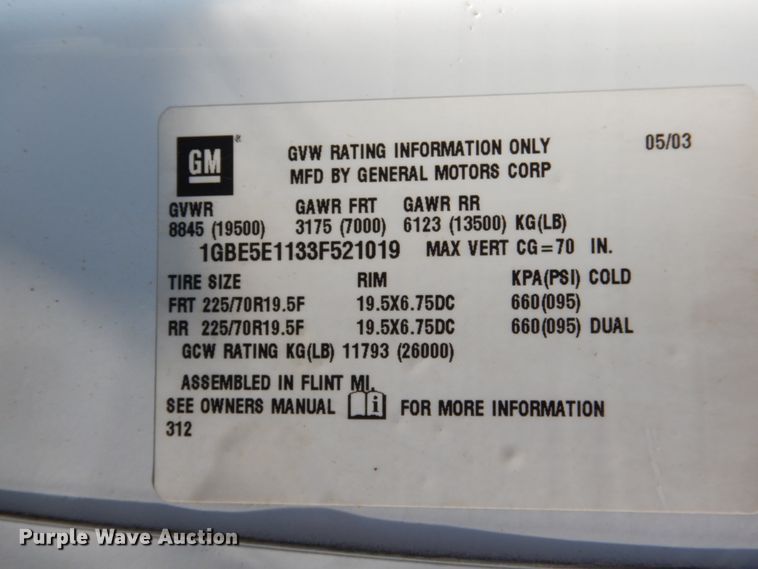 GM ® GVW RATING INFORMATION ONLY 05/03
MFD BY GENERAL MOTORS CORP
GVWR GAWR FRT GAWR RR
8845 (19500) 3175 (7000) 6123 (13500) KG(LB)
1GBE5E1133F521019 MAX VERT CG=70 IN.
TIRE SIZE RIM KPA(PSI) COLD
FRT 225/70R19.5F 19.5X6.75DC 660(095)
RR 225/70R19.5F 19.5X6.75DC 660(095) DUAL
GCW RATING KG(LB) 11793 (26000)
ASSEMBLED IN FLINT MI.
SEE OWNERS MANUAL i FOR MORE INFORMATION
312
Purple Wave Auction